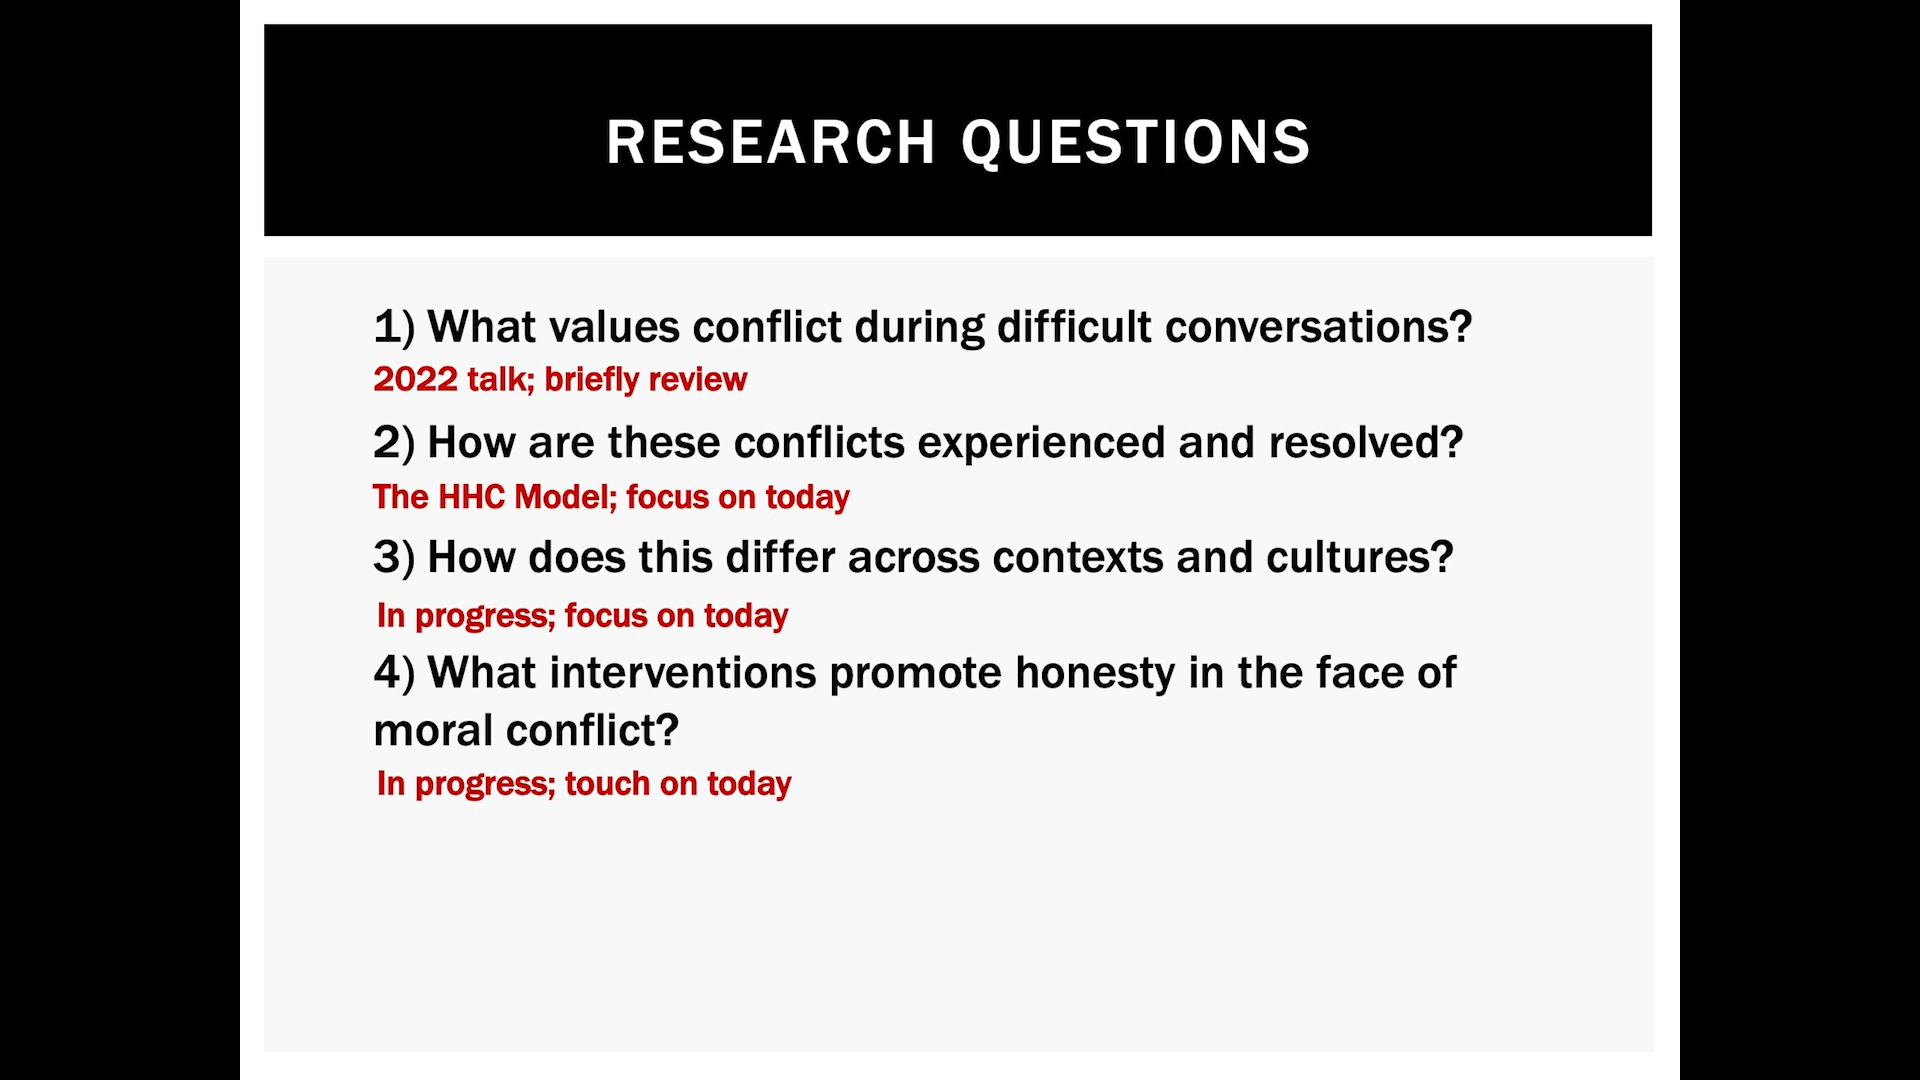 RESEARCH QUESTIONS
1) What values conflict during difficult conversations?
2022 talk; briefly review
2) How are these conflicts experienced and resolved?
The HHC Model; focus on today
3) How does this differ across contexts and cultures?
In progress; focus on today
4) What interventions promote honesty in the face of
moral conflict?
In progress; touch on today